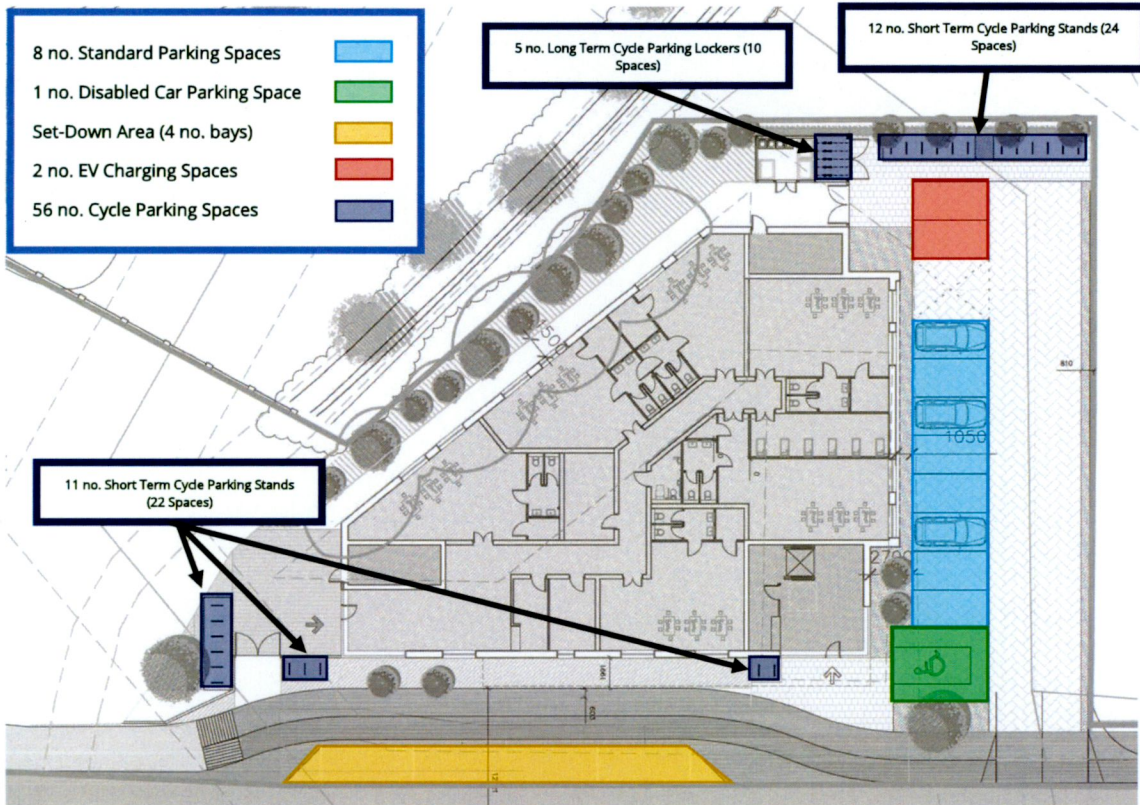 8 no. Standard Parking Spaces
1 no. Disabled Car Parking Space
Set-Down Area (4 no. bays)
2 no. EV Charging Spaces
56 no. Cycle Parking Spaces
5 no. Long Term Cycle Parking Lockers (10
Spaces)
12 no. Short Term Cycle Parking Stands (24
Spaces)
810
1050
11 no. Short Term Cycle Parking Stands
(22 Spaces)
1991